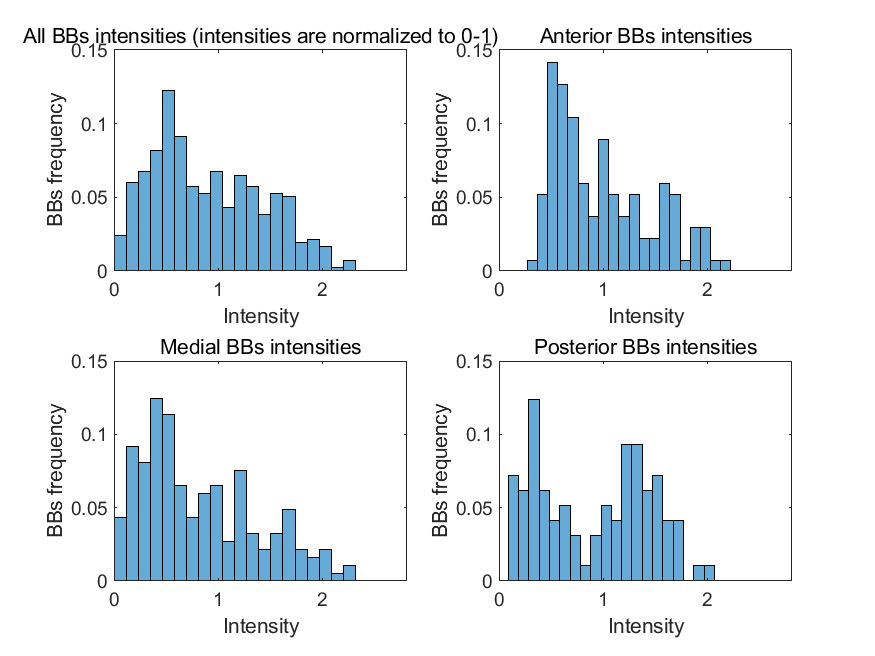 All BBs intensities (intensities are normalized to 0-1)
0.15
0.1
0.05
0
BBs frequency
0 1 2
Intensity
Anterior BBs intensities
0.15
0.1
0.05
0
BBs frequency
0 1 2
Intensity
Medial BBs intensities
0.15
0.1
0.05
0
BBs frequency
0 1 2
Intensity
Posterior BBs intensities
0.15
0.1
0.05
0
BBs frequency
0 1 2
Intensity